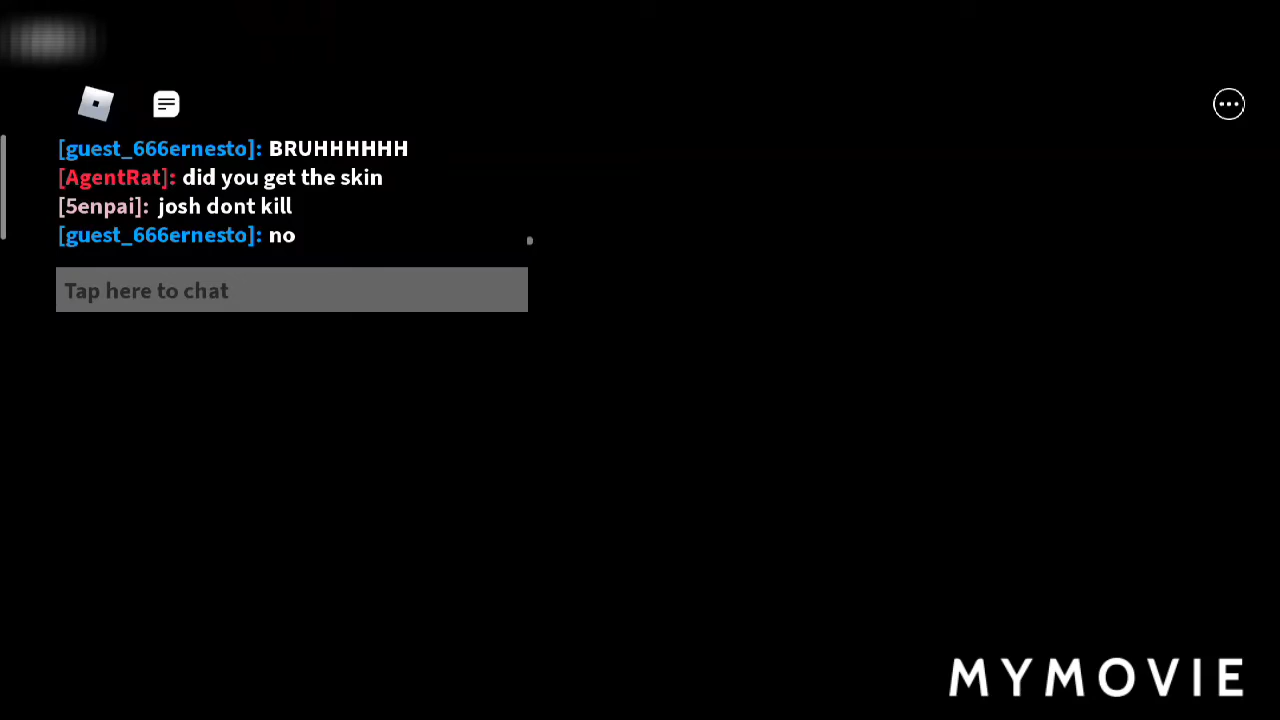 [guest_666ernesto]: BRUHHHHHH
[AgentRat]: did you get the skin
[5enpai]: josh dont kill
[guest_666ernesto]: no
Tap here to chat
MYMOVIE